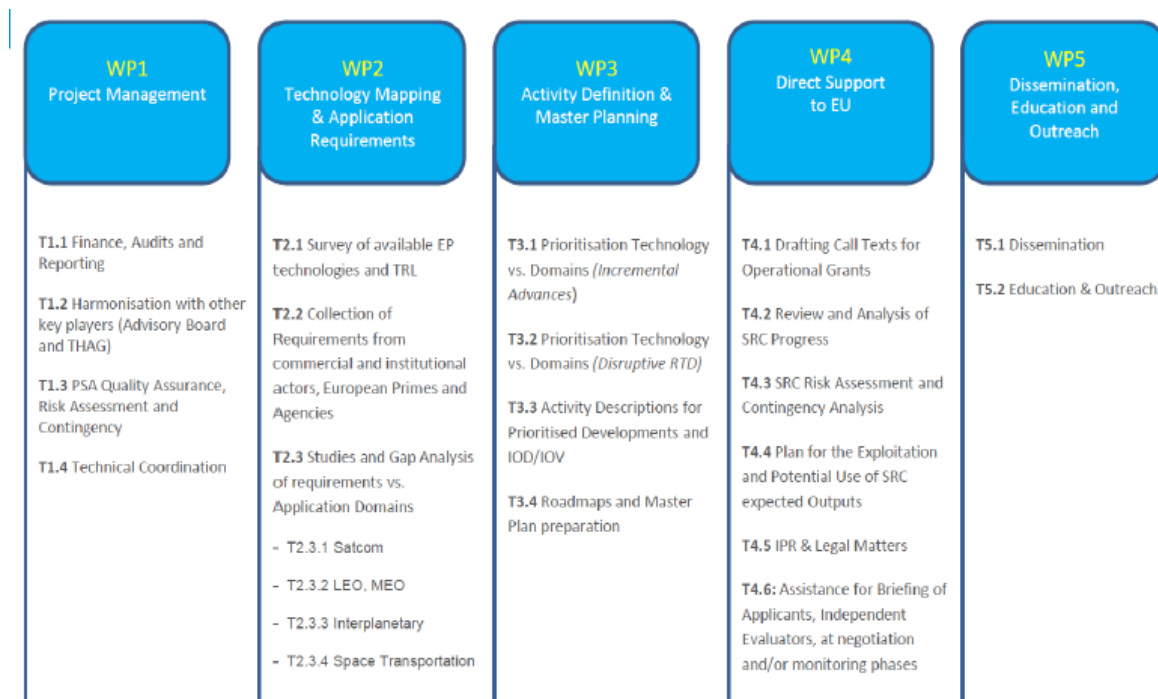 WP1
Project Management
T1.1 Finance, Audits and
Reporting
T1.2 Harmonisation with other
key players (Advisory Board
and THAG)
T1.3 PSA Quality Assurance,
Risk Assessment and
Contingency
T1.4 Technical Coordination
WP2
Technology Mapping
& Application
Requirements
T2.1 Survey of available EP
technologies and TRL
T2.2 Collection of
Requirements from
commercial and institutional
actors, European Primes and
Agencies
T2.3 Studies and Gap Analysis
of requirements vs.
Application Domains
- T2.3.1 Satcom
- T2.3.2 LEO, MEO
- T2.3.3 Interplanetary
- T2.3.4 Space Transportation
WP3
Activity Definition &
Master Planning
T3.1 Prioritisation Technology
vs. Domains (Incremental
Advances)
T3.2 Prioritisation Technology
vs. Domains (Disruptive RTD)
T3.3 Activity Descriptions for
Prioritised Developments and
IOD/IOV
T3.4 Roadmaps and Master
Plan preparation
WP4
Direct Support
to EU
T4.1 Drafting Call Texts for
Operational Grants
T4.2 Review and Analysis of
SRC Progress
T4.3 SRC Risk Assessment and
Contingency Analysis
T4.4 Plan for the Exploitation
and Potential Use of SRC
expected Outputs
T4.5 IPR & Legal Matters
T4.6: Assistance for Briefing of
Applicants, Independent
Evaluators, at negotiation
and/or monitoring phases
WP5
Dissemination,
Education and
Outreach
T5.1 Dissemination
T5.2 Education & Outreach